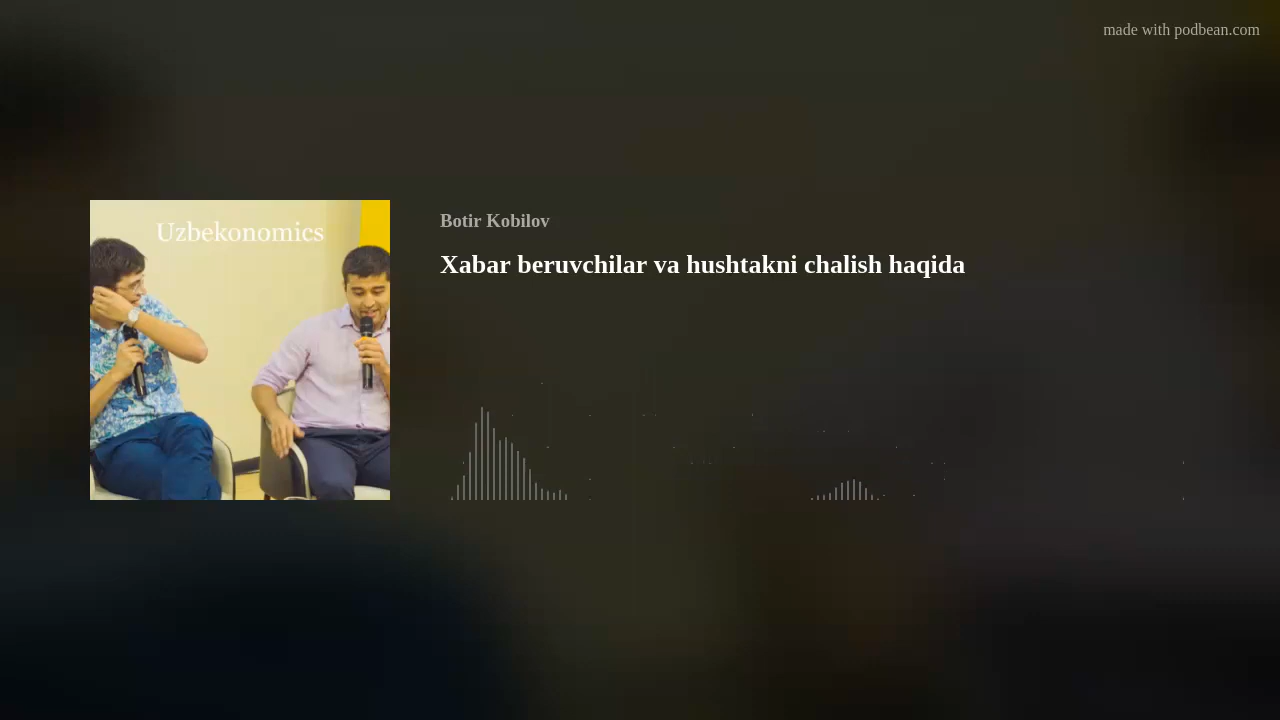 made with podbean.com
Uzbekonomics
Botir Kobilov
Xabar beruvchilar va hushtakni chalish haqida